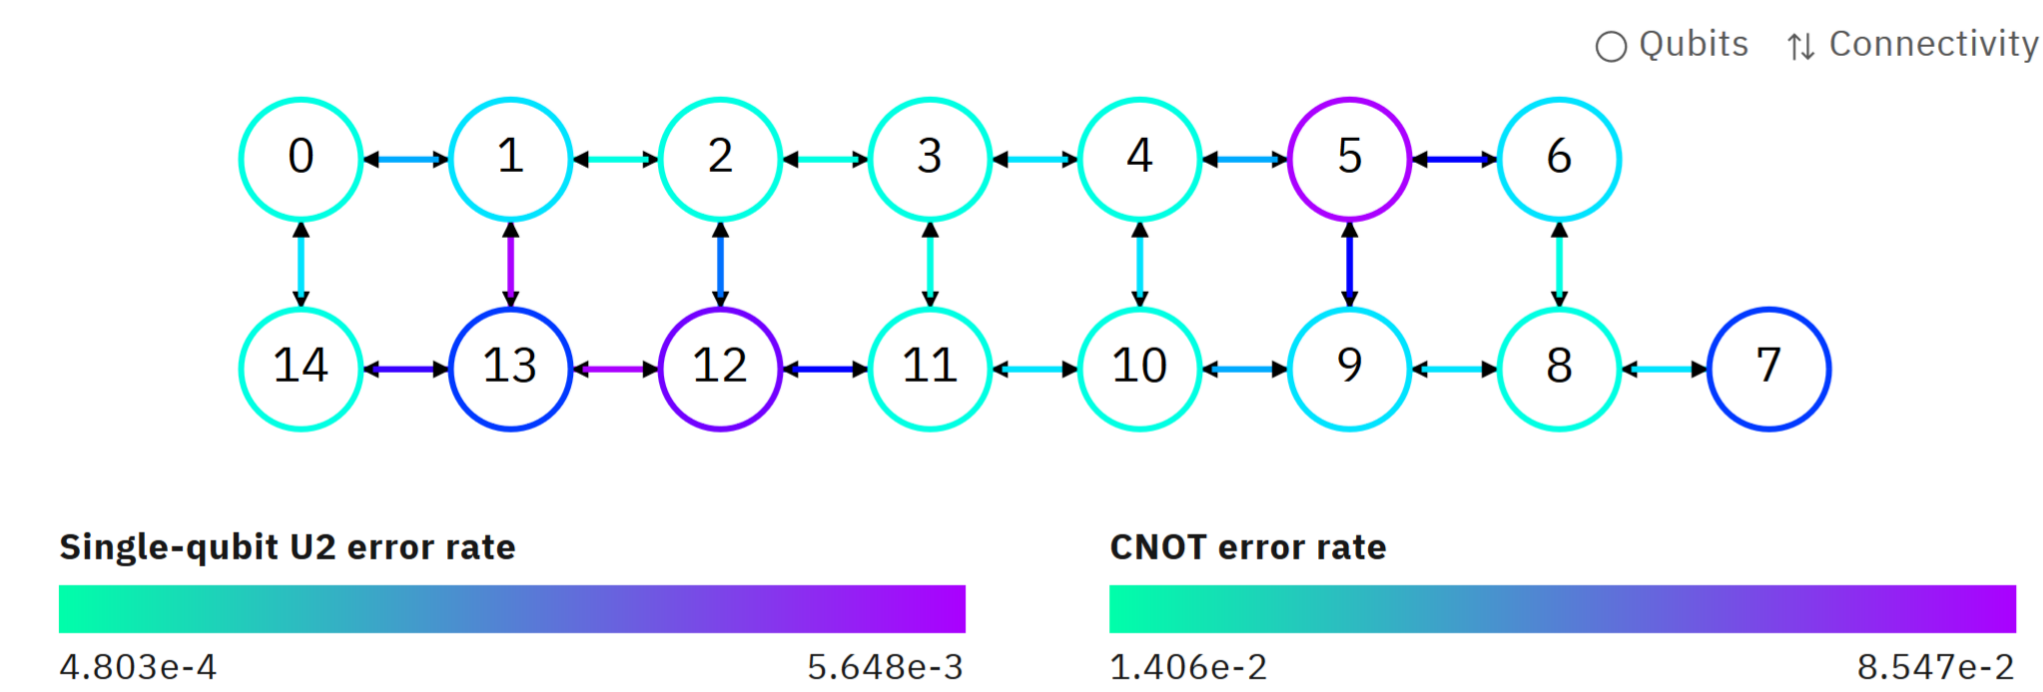 Qubits Connectivity
0 1 2 3 4 5 6
14 13 12 11 10 9 8 7
Single-qubit U2 error rate CNOT error rate
4.803e-4 5.648e-3 1.406e-2 8.547e-2